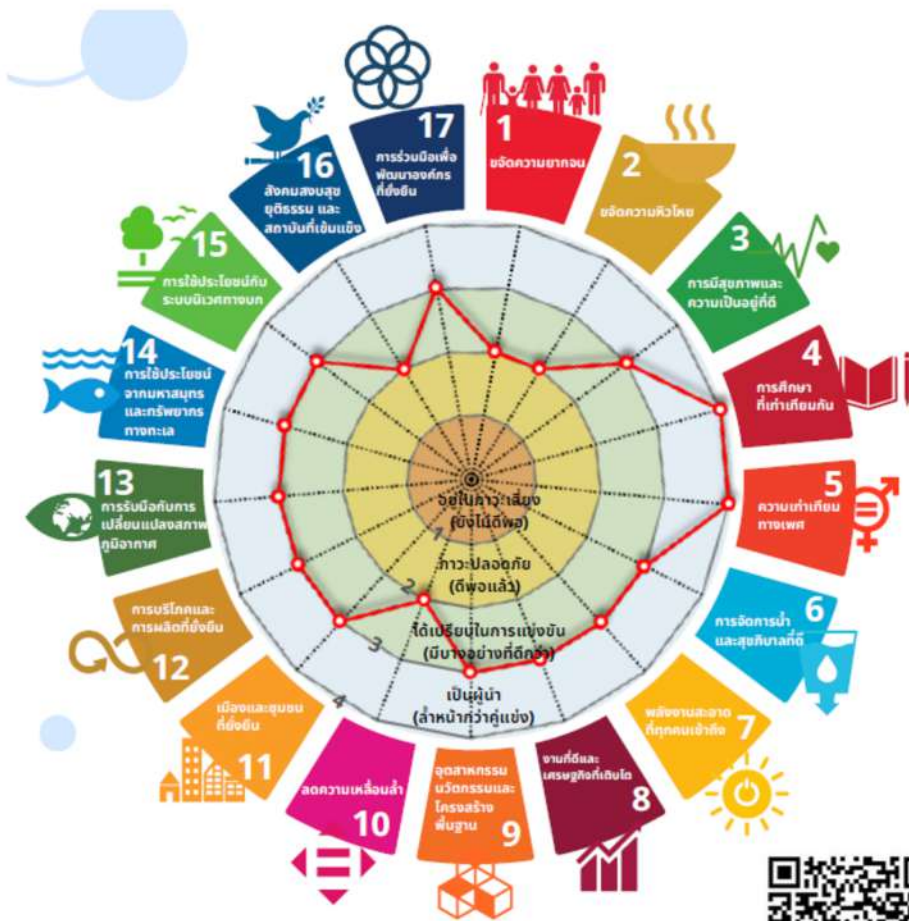 17
การร่วมมือเพื่อ
พัฒนาองค์กร
ที่ยั่งยืน
1
ขจัดความยากจน
2
ขจัดความหิวโหย
3
การมีสุขภาพและ
ความเป็นอยู่ที่ดี
4
การศึกษา
ที่เท่าเทียมกัน
5
ความเท่าเทียม
ทางเพศ
6
การจัดการน้ำ
และสุขภิบาลที่ดี
7
พลังงานสะอาด
ที่ทุกคนเข้าถึง
8
งานที่ดีและ
เศรษฐกิจที่เติบโต
9
อุตสาหกรรม
นวัตกรรมและ
โครงสร้าง
พื้นฐาน
10
ลดความเหลื่อมล้ำ
11
เมืองและชุมชน
ที่ยั่งยืน
12
การบริโภคและ
การผลิตที่ยั่งยืน
13
การรับมือกับการ
เปลี่ยนแปลงสภาพ
ภูมิอากาศ
14
การใช้ประโยชน์
จากมหาสมุทร
และทรัพยากร
ทางทะเล
15
การใช้ประโยชน์กับ
ระบบนิเวศทางบก
16
สังคมสงบสุข
ยุติธรรม และ
สถาบันที่เข้มแข็ง
อยู่ในภาวะเสี่ยง
(ยังไม่ดีพอ)
1
ภาวะปลอดภัย
(ดีพอแล้ว)
2
ได้เปรียบในการแข่งขัน
(มีบางอย่างที่ดีกว่า)
3
เป็นผู้นำ
(ล้ำหน้ากว่าคู่แข่ง)
4